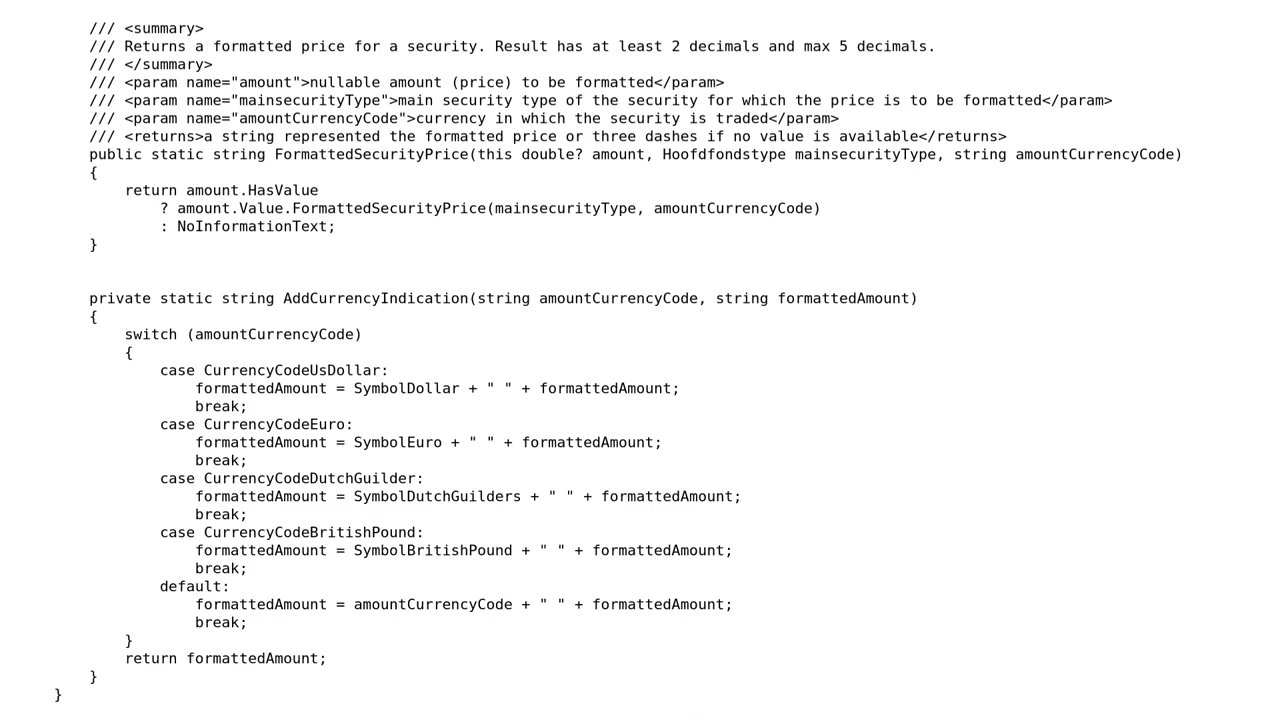 /// <summary>
/// Returns a formatted price for a security. Result has at least 2 decimals and max 5 decimals.
/// </summary>
/// <param name="amount">nullable amount (price) to be formatted</param>
/// <param name="mainsecurityType">main security type of the security for which the price is to be formatted</param>
/// <param name="amountCurrencyCode">currency in which the security is traded</param>
/// <returns>a string represented the formatted price or three dashes if no value is available</returns>
public static string FormattedSecurityPrice(this double? amount, Hoofdfondstype mainsecurityType, string amountCurrencyCode)
{
    return amount.HasValue
        ? amount.Value.FormattedSecurityPrice(mainsecurityType, amountCurrencyCode)
        : NoInformationText;
}
private static string AddCurrencyIndication(string amountCurrencyCode, string formattedAmount)
{
    switch (amountCurrencyCode)
    {
        case CurrencyCodeUsDollar:
            formattedAmount = SymbolDollar + " " + formattedAmount;
            break;
        case CurrencyCodeEuro:
            formattedAmount = SymbolEuro + " " + formattedAmount;
            break;
        case CurrencyCodeDutchGuilder:
            formattedAmount = SymbolDutchGuilders + " " + formattedAmount;
            break;
        case CurrencyCodeBritishPound:
            formattedAmount = SymbolBritishPound + " " + formattedAmount;
            break;
        default:
            formattedAmount = amountCurrencyCode + " " + formattedAmount;
            break;
    }
    return formattedAmount;
}
}